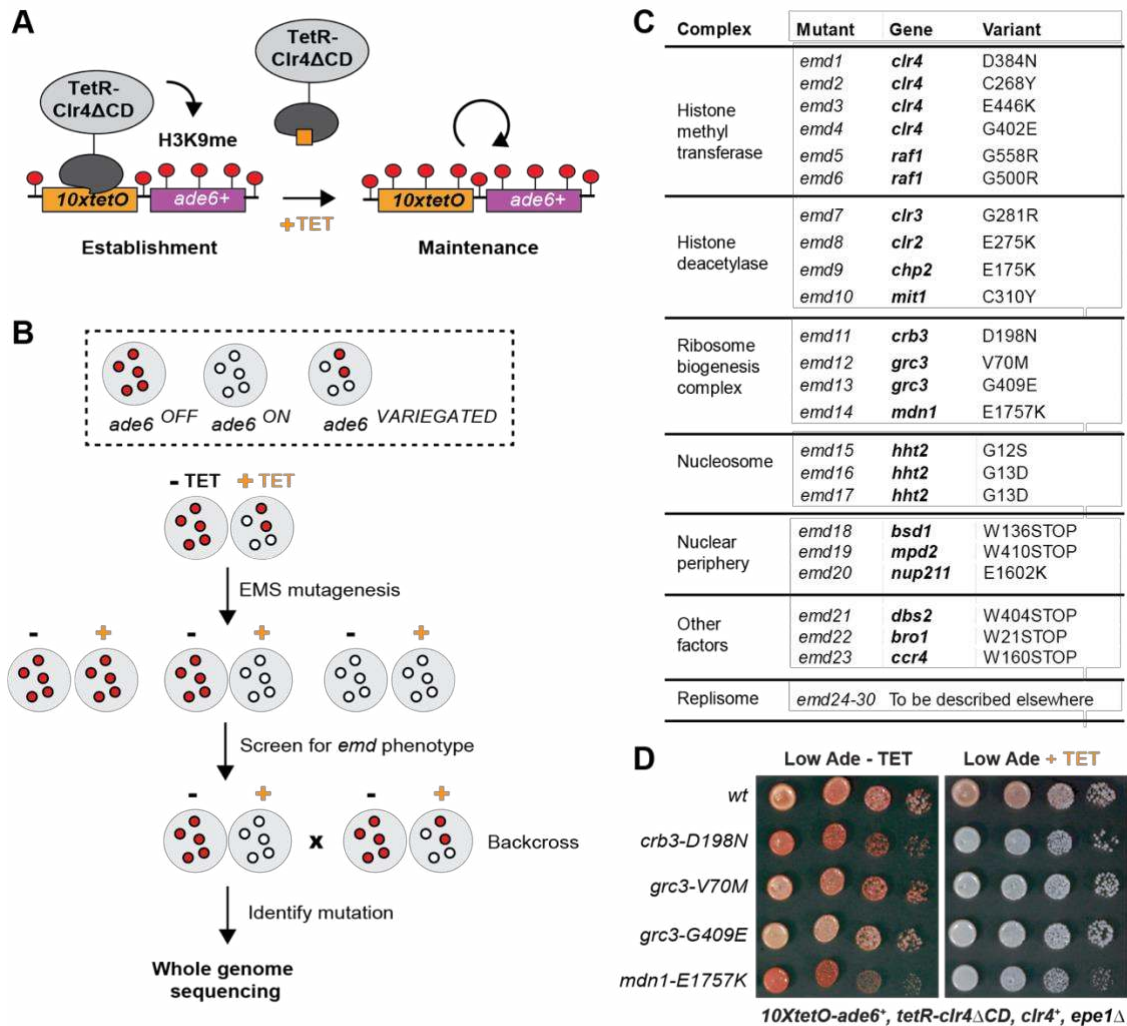 A
TetR-
Clr4ΔCD
TetR-
Clr4ΔCD
H3K9me
10xtetO
ade6+
+TET
10xtetO
ade6+
Establishment
Maintenance
B
ade6 OFF
ade6 ON
ade6 VARIEGATED
- TET + TET
EMS mutagenesis
- + - + - +
Screen for emd phenotype
- + - +
x
Backcross
Identify mutation
Whole genome
sequencing
C
Complex Mutant Gene Variant
Histone
methyl
transferase
emd1 clr4 D384N
emd2 clr4 C268Y
emd3 clr4 E446K
emd4 clr4 G402E
emd5 raf1 G558R
emd6 raf1 G500R
Histone
deacetylase
emd7 clr3 G281R
emd8 clr2 E275K
emd9 chp2 E175K
emd10 mit1 C310Y
Ribosome
biogenesis
complex
emd11 crb3 D198N
emd12 grc3 V70M
emd13 grc3 G409E
emd14 mdn1 E1757K
Nucleosome
emd15 hht2 G12S
emd16 hht2 G13D
emd17 hht2 G13D
Nuclear
periphery
emd18 bsd1 W136STOP
emd19 mpd2 W410STOP
emd20 nup211 E1602K
Other
factors
emd21 dbs2 W404STOP
emd22 bro1 W21STOP
emd23 ccr4 W160STOP
Replisome emd24-30 To be described elsewhere
D
Low Ade - TET Low Ade + TET
wt
crb3-D198N
grc3-V70M
grc3-G409E
mdn1-E1757K
10XtetO-ade6⁺, tetR-clr4ΔCD, clr4⁺, epe1Δ